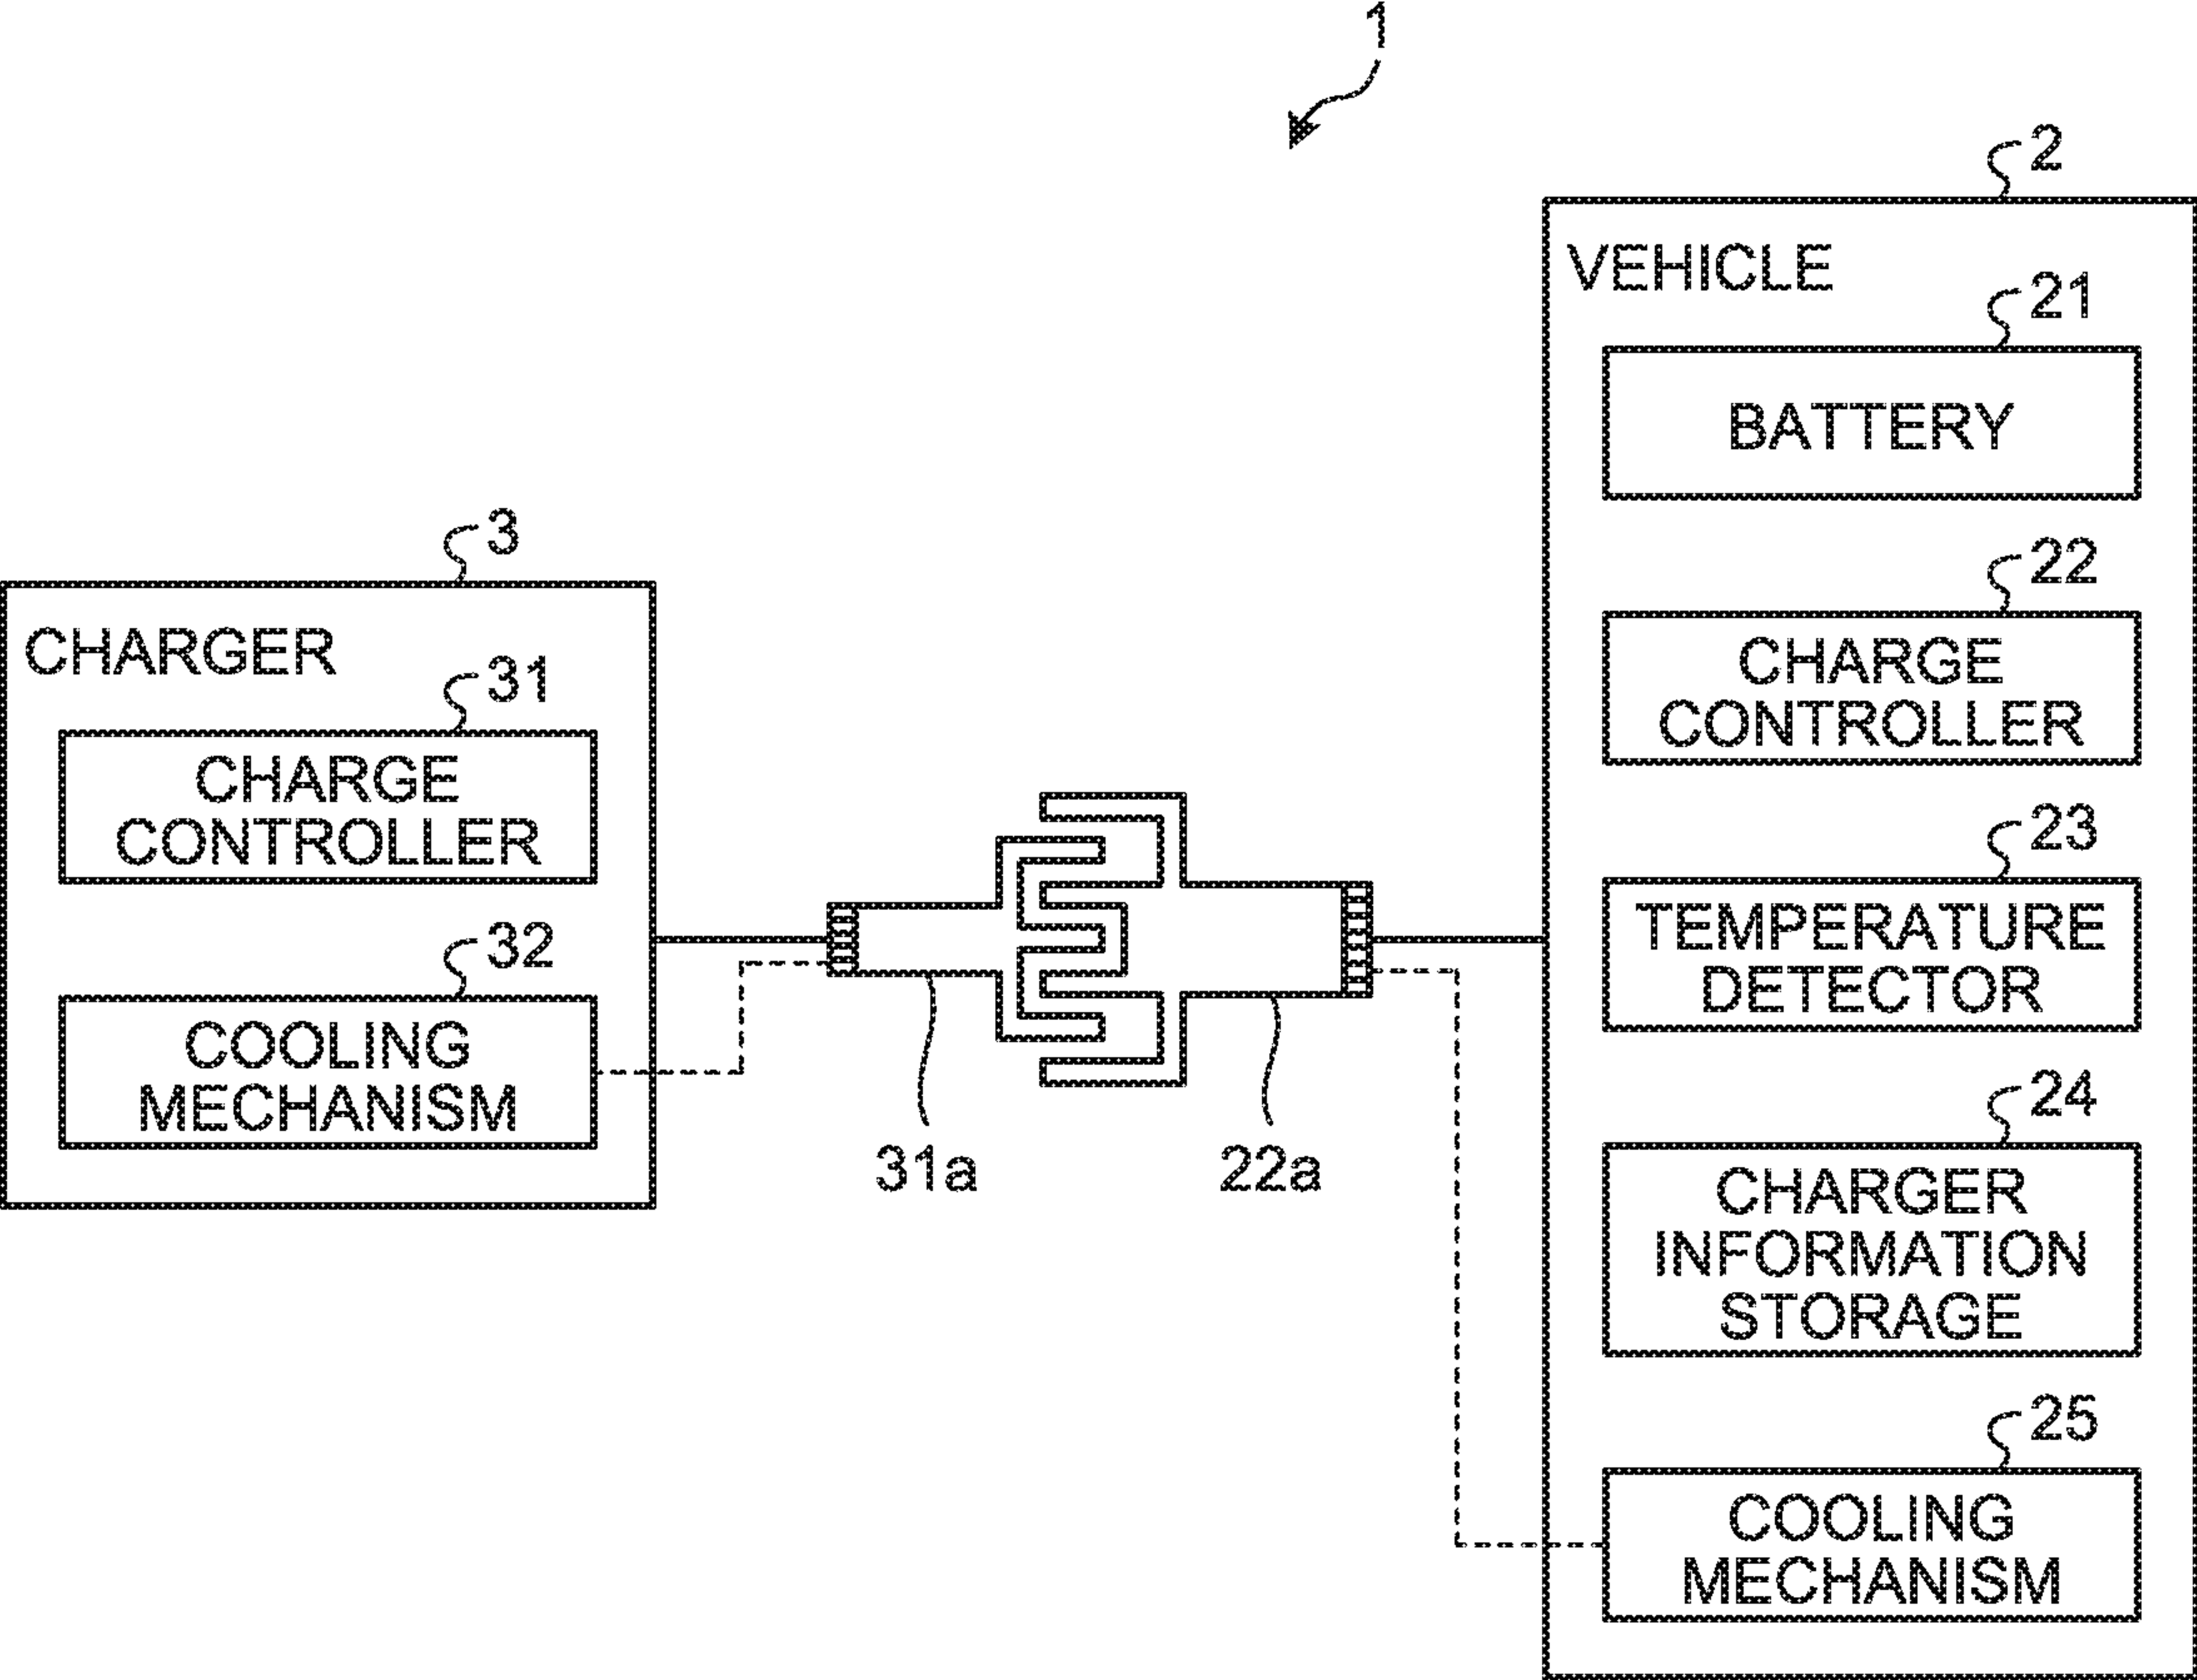 1
2
VEHICLE
21
BATTERY
22
CHARGE
CONTROLLER
23
TEMPERATURE
DETECTOR
24
CHARGER
INFORMATION
STORAGE
25
COOLING
MECHANISM
3
CHARGER
31
CHARGE
CONTROLLER
32
COOLING
MECHANISM
31a
22a